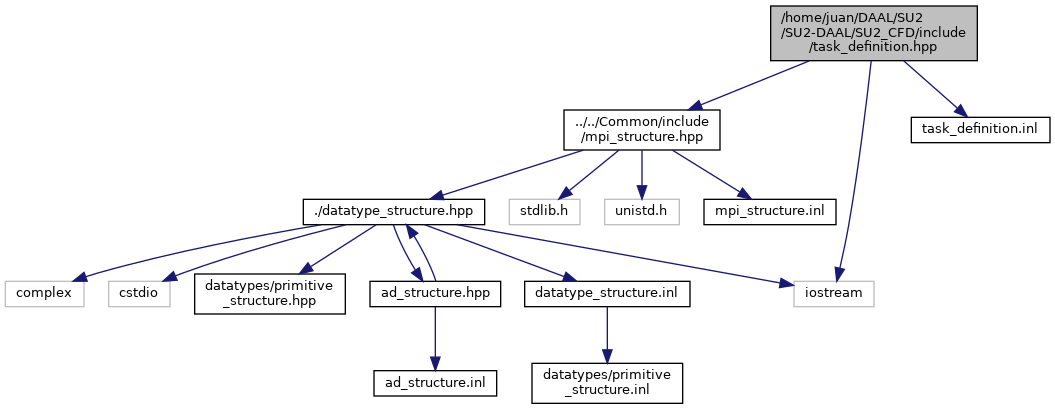 /home/juan/DAAL/SU2
/SU2-DAAL/SU2_CFD/include
/task_definition.hpp
../../Common/include
/mpi_structure.hpp
task_definition.inl
./datatype_structure.hpp
stdlib.h
unistd.h
mpi_structure.inl
complex
cstdio
datatypes/primitive
_structure.hpp
ad_structure.hpp
datatype_structure.inl
iostream
ad_structure.inl
datatypes/primitive
_structure.inl